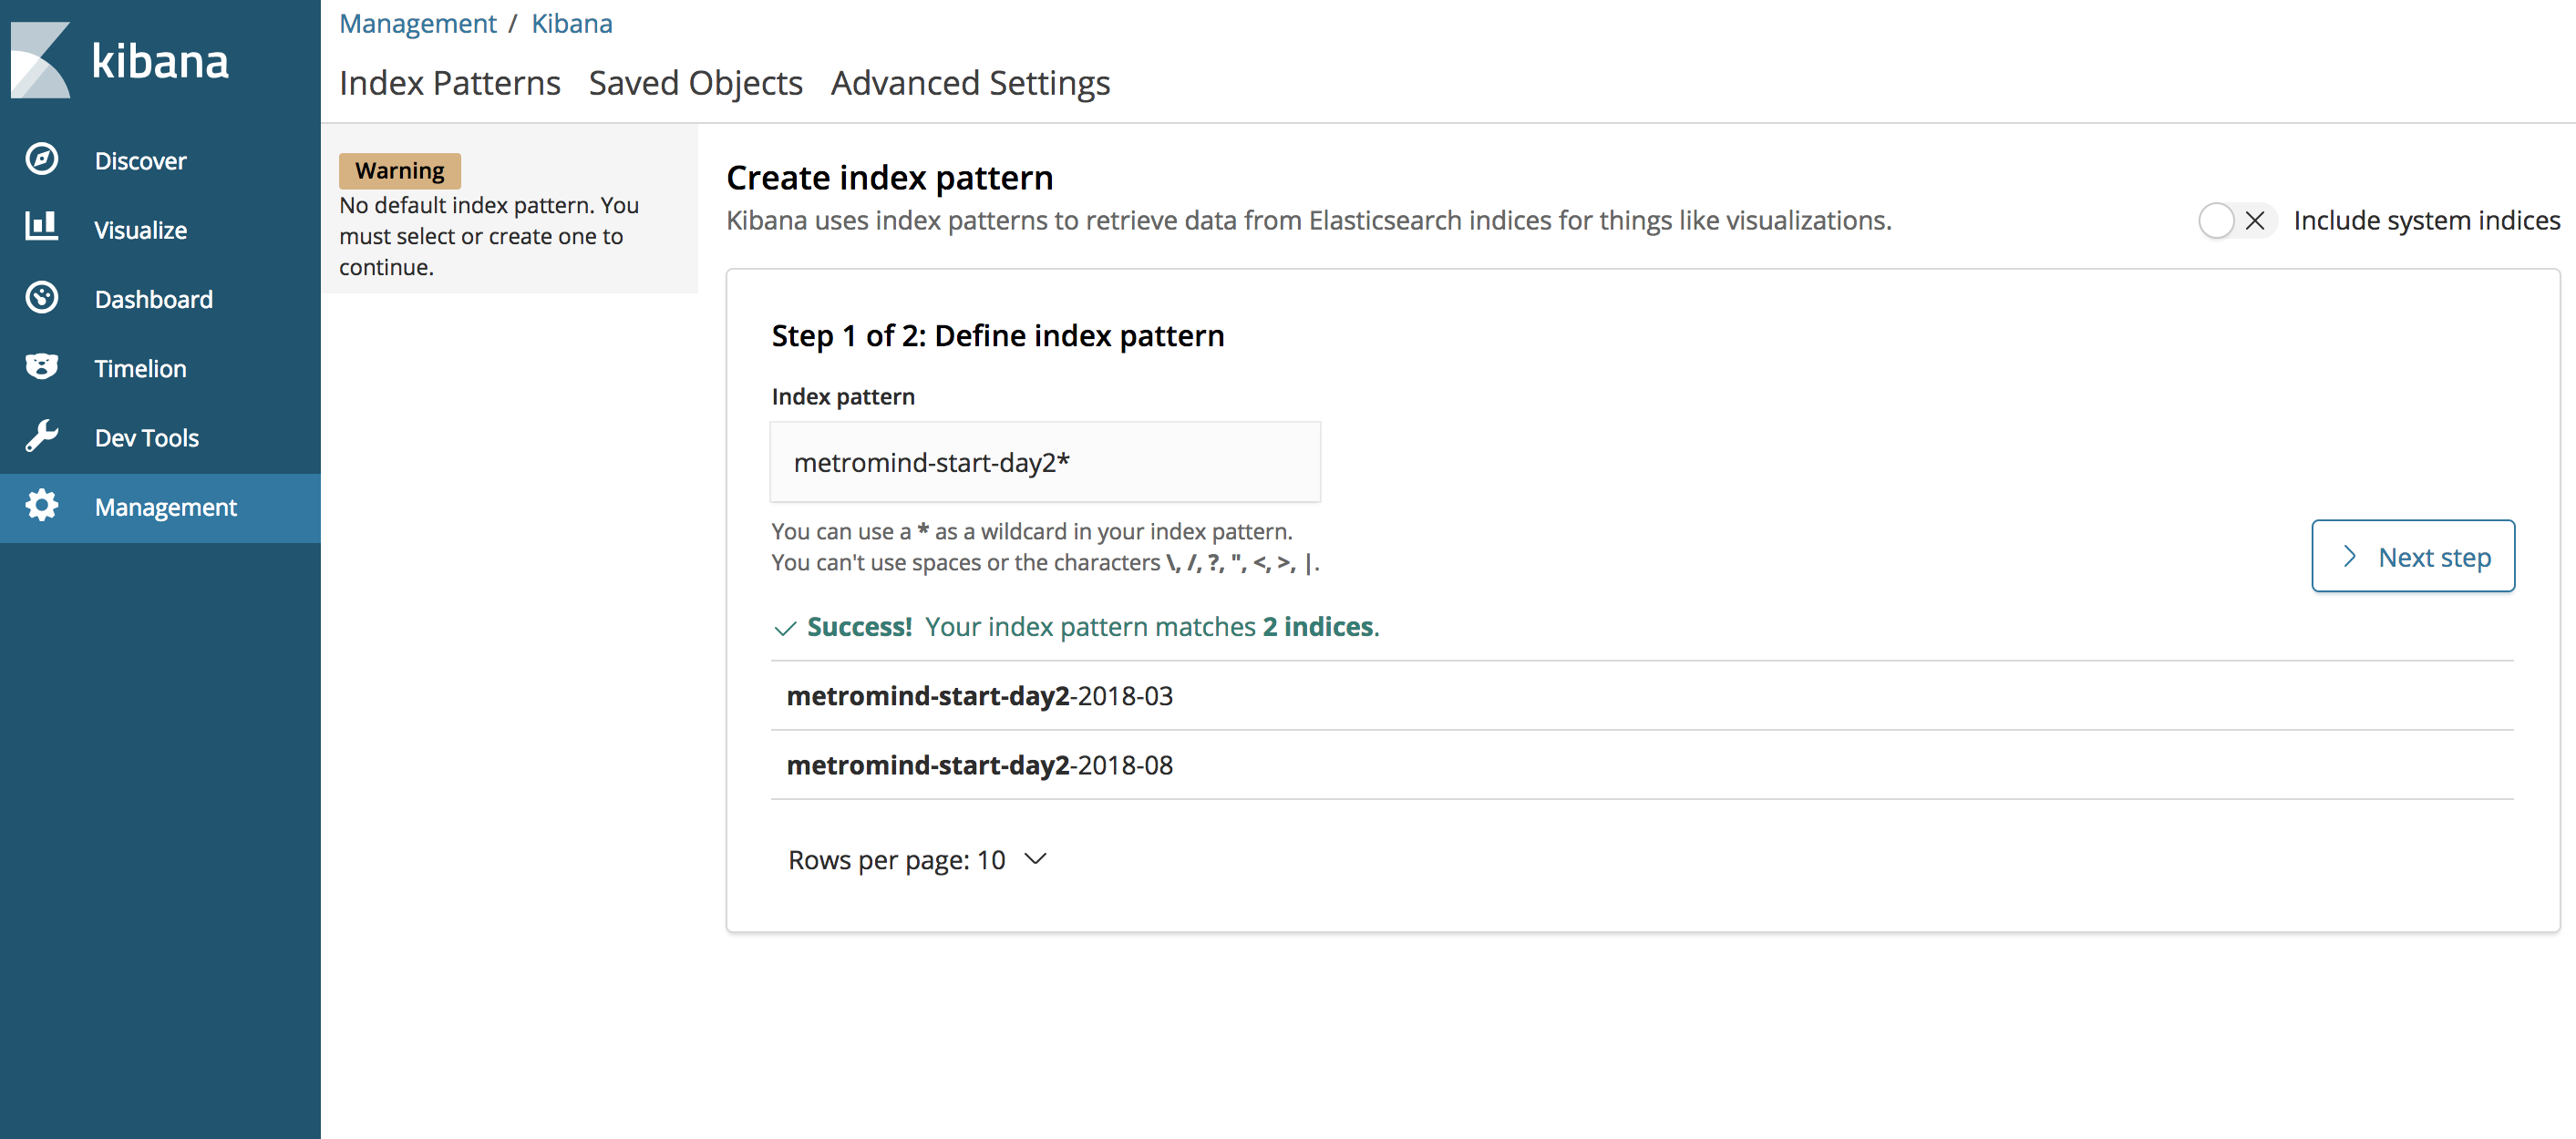 kibana
Discover
Visualize
Dashboard
Timelion
Dev Tools
Management
Management / Kibana
Index Patterns Saved Objects Advanced Settings
Warning
No default index pattern. You
must select or create one to
continue.
Create index pattern
Kibana uses index patterns to retrieve data from Elasticsearch indices for things like visualizations.
Include system indices
Step 1 of 2: Define index pattern
Index pattern
metromind-start-day2*
You can use a * as a wildcard in your index pattern.
You can't use spaces or the characters \, /, ?, ", <, >, |.
Next step
Success! Your index pattern matches 2 indices.
metromind-start-day2-2018-03
metromind-start-day2-2018-08
Rows per page: 10